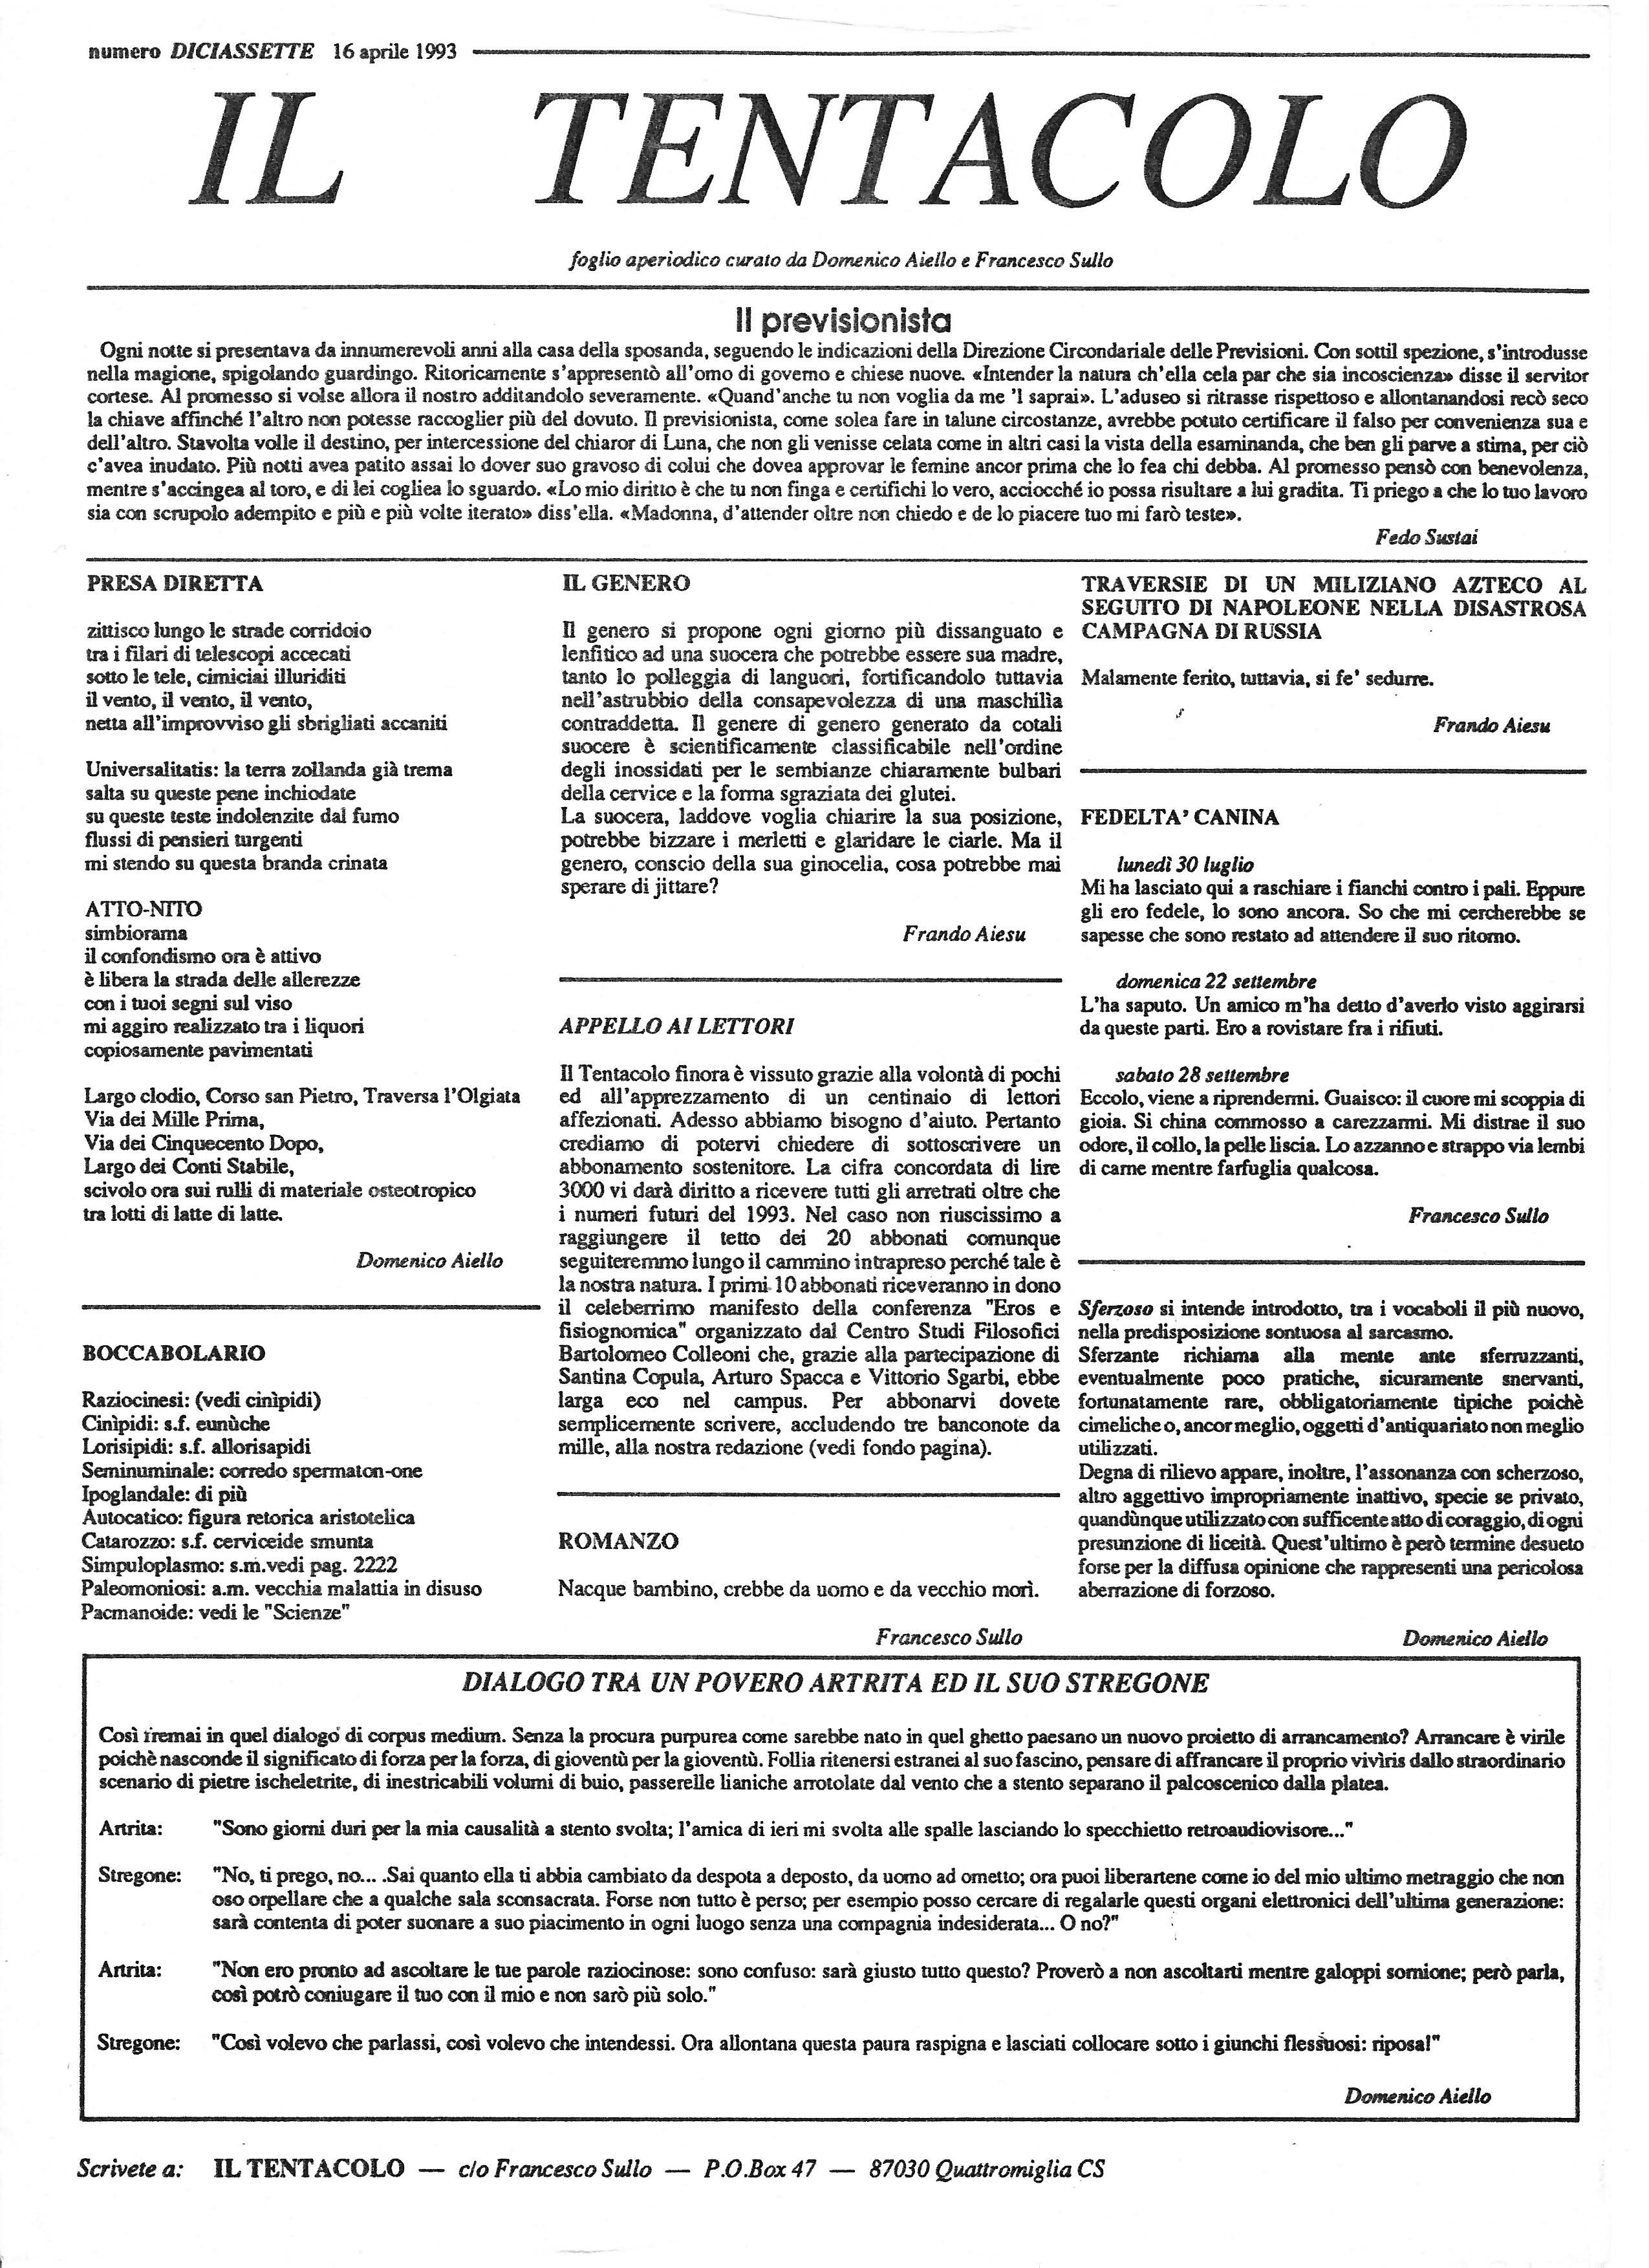 numero DICIASSETTE 16 aprile 1993
IL TENTACOLO
foglio aperiodico curato da Domenico Aiello e Francesco Sullo
Il previsionista
Ogni notte si presentava da innumerevoli anni alla casa della sposanda, seguendo le indicazioni della Direzione Circondariale delle Previsioni. Con sottil spezione, s'introdusse
nella magione, spigolando guardingo. Ritoricamente s'appresentò all'omo di governo e chiese nuove. «Intender la natura ch'ella cela par che sia incoscienza» disse il servitor
cortese. Al promesso si volse allora il nostro additandolo severamente. «Quand'anche tu non voglia da me 'l saprai». L'aduseo si ritrasse rispettoso e allontanandosi recò seco
la chiave affinché l'altro non potesse raccoglier più del dovuto. Il previsionista, come solea fare in talune circostanze, avrebbe potuto certificare il falso per convenienza sua e
dell'altro. Stavolta volle il destino, per intercessione del chiaror di Luna, che non gli venisse celata come in altri casi la vista della esaminanda, che ben gli parve a stima, per ciò
c'avea inudato. Più notti avea patito assai lo dover suo gravoso di colui che dovea approvar le femine ancor prima che lo fea chi debba. Al promesso pensò con benevolenza,
mentre s'accingea al toro, e di lei cogliea lo sguardo. «Lo mio diritto è che tu non finga e certifichi lo vero, acciocché io possa risultare a lui gradita. Ti priego a che lo tuo lavoro
sia con scrupolo adempito e più e più volte iterato» diss'ella. «Madonna, d'attender oltre non chiedo e de lo piacere tuo mi farò teste».
Fedo Sustai
PRESA DIRETTA
zittisco lungo le strade corridoio
tra i filari di telescopi accecati
sotto le tele, cimiciai illuriditi
il vento, il vento, il vento,
netta all'improvviso gli sbrigliati accaniti
Universalitatis: la terra zollanda già trema
salta su queste pene inchiodate
su queste teste indolenzite dal fumo
flussi di pensieri turgenti
mi stendo su questa branda crinata
ATTO-NITO
simbiorama
il confondismo ora è attivo
è libera la strada delle allerezze
con i tuoi segni sul viso
mi aggiro realizzato tra i liquori
copiosamente pavimentati
Largo clodio, Corso san Pietro, Traversa l'Olgiata
Via dei Mille Prima,
Via dei Cinquecento Dopo,
Largo dei Conti Stabile,
scivolo ora sui rulli di materiale osteotropico
tra lotti di latte di latte.
Domenico Aiello
BOCCABOLARIO
Raziocinesi: (vedi cinìpidi)
Cinìpidi: s.f. eunùche
Lorisipidi: s.f. allorisapidi
Seminuminale: corredo spermaton-one
Ipoglandale: di più
Autocatico: figura retorica aristotelica
Catarozzo: s.f. cerviceide smunta
Simpuloplasmo: s.m.vedi pag. 2222
Paleomoniosi: a.m. vecchia malattia in disuso
Pacmanoide: vedi le "Scienze"
IL GENERO
Il genero si propone ogni giorno più dissanguato e
lenfitico ad una suocera che potrebbe essere sua madre,
tanto lo polleggia di languori, fortificandolo tuttavia
nell'astrubbio della consapevolezza di una maschilia
contraddetta. Il genere di genero generato da cotali
suocere è scientificamente classificabile nell'ordine
degli inossidati per le sembianze chiaramente bulbari
della cervice e la forma sgraziata dei glutei.
La suocera, laddove voglia chiarire la sua posizione,
potrebbe bizzare i merletti e glaridare le ciarle. Ma il
genero, conscio della sua ginocelia, cosa potrebbe mai
sperare di jittare?
Frando Aiesu
APPELLO AI LETTORI
Il Tentacolo finora è vissuto grazie alla volontà di pochi
ed all'apprezzamento di un centinaio di lettori
affezionati. Adesso abbiamo bisogno d'aiuto. Pertanto
crediamo di potervi chiedere di sottoscrivere un
abbonamento sostenitore. La cifra concordata di lire
3000 vi darà diritto a ricevere tutti gli arretrati oltre che
i numeri futuri del 1993. Nel caso non riuscissimo a
raggiungere il tetto dei 20 abbonati comunque
seguiteremmo lungo il cammino intrapreso perché tale è
la nostra natura. I primi 10 abbonati riceveranno in dono
il celeberrimo manifesto della conferenza "Eros e
fisiognomica" organizzato dal Centro Studi Filosofici
Bartolomeo Colleoni che, grazie alla partecipazione di
Santina Copula, Arturo Spacca e Vittorio Sgarbi, ebbe
larga eco nel campus. Per abbonarvi dovete
semplicemente scrivere, accludendo tre banconote da
mille, alla nostra redazione (vedi fondo pagina).
ROMANZO
Nacque bambino, crebbe da uomo e da vecchio morì.
Francesco Sullo
TRAVERSIE DI UN MILIZIANO AZTECO AL
SEGUITO DI NAPOLEONE NELLA DISASTROSA
CAMPAGNA DI RUSSIA
Malamente ferito, tuttavia, si fe' sedurre.
Frando Aiesu
FEDELTA' CANINA
lunedì 30 luglio
Mi ha lasciato qui a raschiare i fianchi contro i pali. Eppure
gli ero fedele, lo sono ancora. So che mi cercherebbe se
sapesse che sono restato ad attendere il suo ritorno.
domenica 22 settembre
L'ha saputo. Un amico m'ha detto d'averlo visto aggirarsi
da queste parti. Ero a rovistare fra i rifiuti.
sabato 28 settembre
Eccolo, viene a riprendermi. Guaisco: il cuore mi scoppia di
gioia. Si china commosso a carezzarmi. Mi distrae il suo
odore, il collo, la pelle liscia. Lo azzanno e strappo via lembi
di carne mentre farfuglia qualcosa.
Francesco Sullo
Sferzoso si intende introdotto, tra i vocaboli il più nuovo,
nella predisposizione sontuosa al sarcasmo.
Sferzante richiama alla mente ante sferruzzanti,
eventualmente poco pratiche, sicuramente snervanti,
fortunatamente rare, obbligatoriamente tipiche poichè
cimeliche o, ancor meglio, oggetti d'antiquariato non meglio
utilizzati.
Degna di rilievo appare, inoltre, l'assonanza con scherzoso,
altro aggettivo impropriamente inattivo, specie se privato,
quandùnque utilizzato con sufficente atto di coraggio, di ogni
presunzione di liceità. Quest'ultimo è però termine desueto
forse per la diffusa opinione che rappresenti una pericolosa
aberrazione di forzoso.
Domenico Aiello
DIALOGO TRA UN POVERO ARTRITA ED IL SUO STREGONE
Così fremai in quel dialogo di corpus medium. Senza la procura purpurea come sarebbe nato in quel ghetto paesano un nuovo proietto di arrancamento? Arrancare è virile
poichè nasconde il significato di forza per la forza, di gioventù per la gioventù. Follia ritenersi estranei al suo fascino, pensare di affrancare il proprio vivìris dallo straordinario
scenario di pietre ischeletrite, di inestricabili volumi di buio, passerelle lianiche arrotolate dal vento che a stento separano il palcoscenico dalla platea.
Artrita: "Sono giorni duri per la mia causalità a stento svolta; l'amica di ieri mi svolta alle spalle lasciando lo specchietto retroaudiovisore..."
Stregone: "No, ti prego, no... .Sai quanto ella ti abbia cambiato da despota a deposto, da uomo ad ometto; ora puoi liberartene come io del mio ultimo metraggio che non
oso orpellare che a qualche sala sconsacrata. Forse non tutto è perso; per esempio posso cercare di regalarle questi organi elettronici dell'ultima generazione:
sarà contenta di poter suonare a suo piacimento in ogni luogo senza una compagnia indesiderata... O no?"
Artrita: "Non ero pronto ad ascoltare le tue parole raziocinose: sono confuso: sarà giusto tutto questo? Proverò a non ascoltarti mentre galoppi sornione; però parla,
così potrò coniugare il tuo con il mio e non sarò più solo."
Stregone: "Così volevo che parlassi, così volevo che intendessi. Ora allontana questa paura raspigna e lasciati collocare sotto i giunchi flessuosi: riposa!"
Domenico Aiello
Scrivete a: IL TENTACOLO — c/o Francesco Sullo — P.O.Box 47 — 87030 Quattromiglia CS